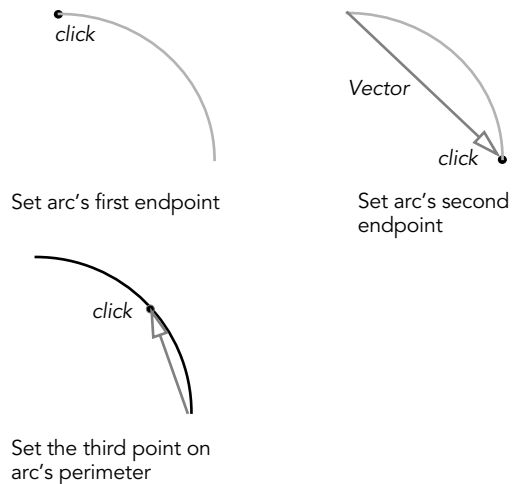 click
Set arc's first endpoint
Vector
click
Set arc's second
endpoint
click
Set the third point on
arc's perimeter